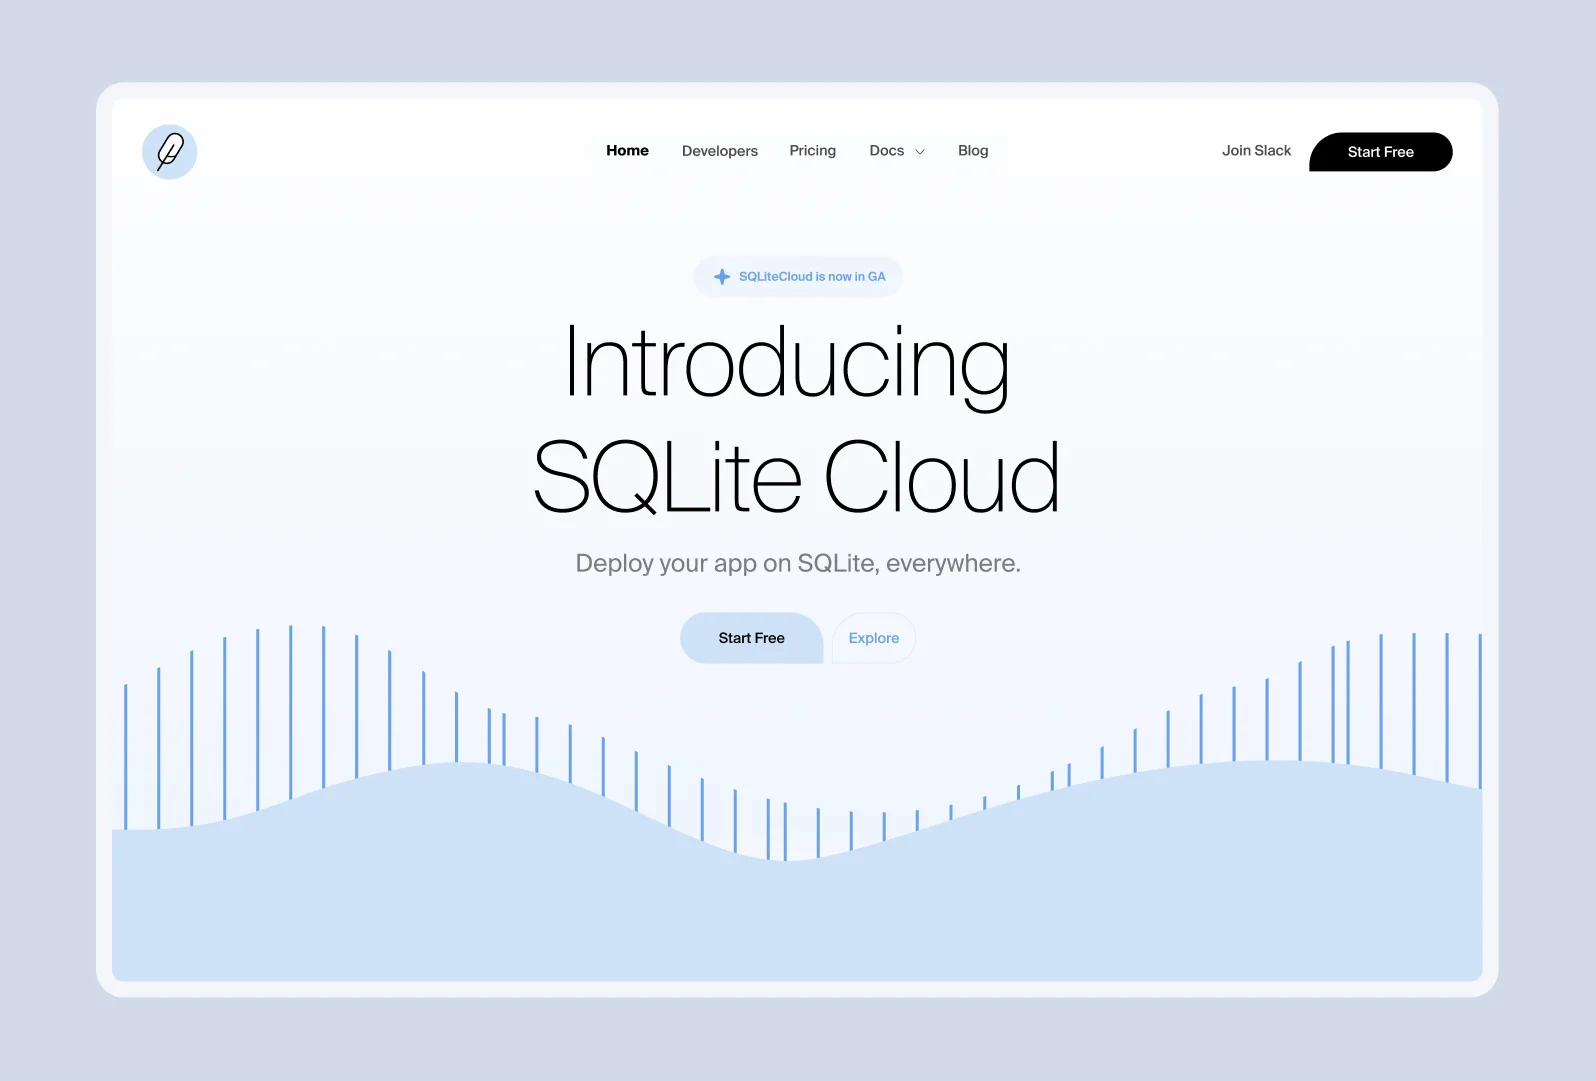 Home Developers Pricing Docs Blog Join Slack Start Free
SQLiteCloud is now in GA
Introducing
SQLite Cloud
Deploy your app on SQLite, everywhere.
Start Free Explore